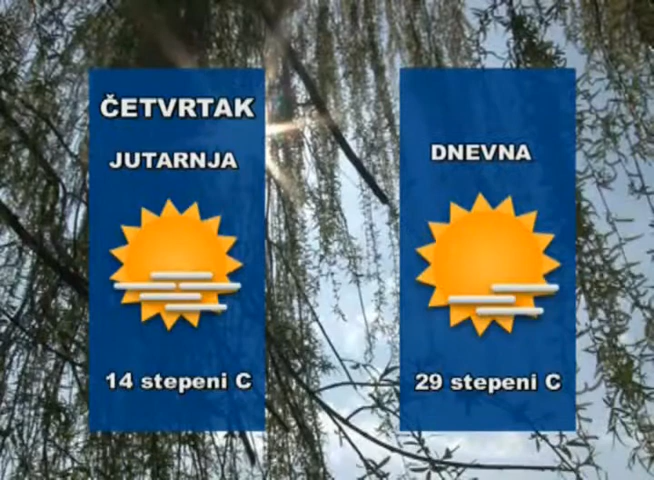 ČETVRTAK
JUTARNJA
14 stepeni C
DNEVNA
29 stepeni C